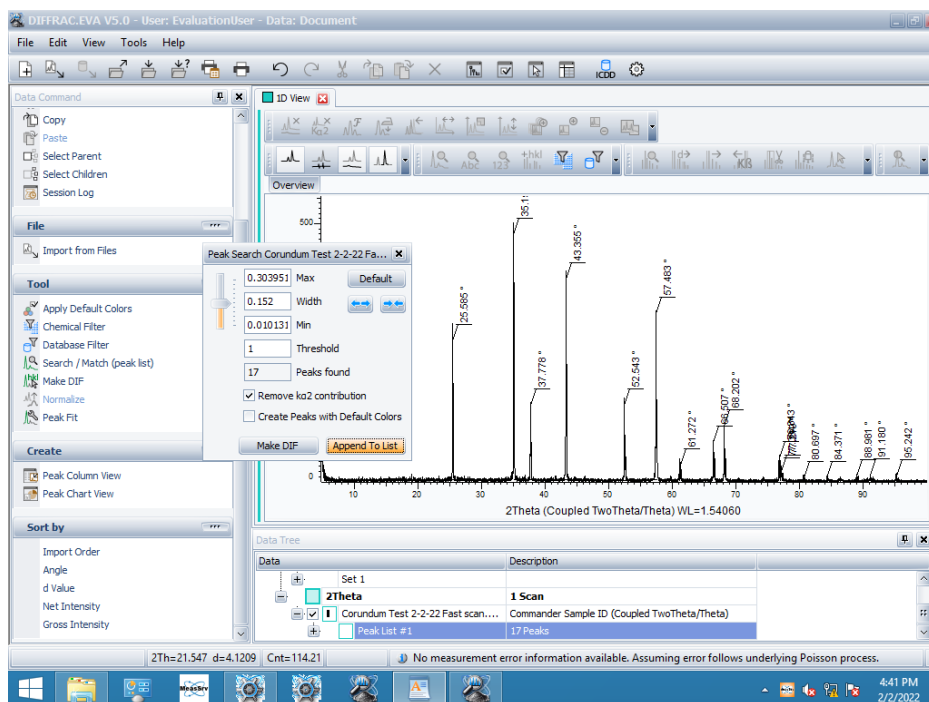 DIFFRAC.EVA V5.0 - User: EvaluationUser - Data: Document
File Edit View Tools Help
ICDD
Data Command
Copy
Paste
Select Parent
Select Children
Session Log
File
Import from Files
Tool
Apply Default Colors
Chemical Filter
Database Filter
Search / Match (peak list)
Make DIF
Normalize
Peak Fit
Create
Peak Column View
Peak Chart View
Sort by
Import Order
Angle
d Value
Net Intensity
Gross Intensity
1D View
Overview
Peak Search Corundum Test 2-2-22 Fa...
0.303951 Max Default
0.152 Width
0.010131 Min
1 Threshold
17 Peaks found
Remove kα2 contribution
Create Peaks with Default Colors
Make DIF Append To List
500
0
25.585 °
37.778 °
43.355 °
52.543 °
57.483 °
61.272 °
66.507 °
68.202 °
80.697 °
84.371 °
88.981 °
91.180 °
95.242 °
10 20 30 40 50 60 70 80 90
2Theta (Coupled TwoTheta/Theta) WL=1.54060
Data Tree
Data Description
Set 1
2Theta 1 Scan
Corundum Test 2-2-22 Fast scan.... Commander Sample ID (Coupled TwoTheta/Theta)
Peak List #1 17 Peaks
2Th=21.547 d=4.1209 Cnt=114.21 No measurement error information available. Assuming error follows underlying Poisson process.
MeasSrv
4:41 PM
2/2/2022